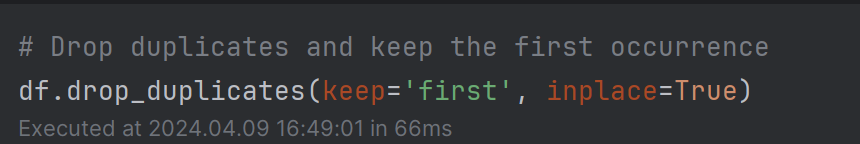 # Drop duplicates and keep the first occurrence
df.drop_duplicates(keep='first', inplace=True)
Executed at 2024.04.09 16:49:01 in 66ms